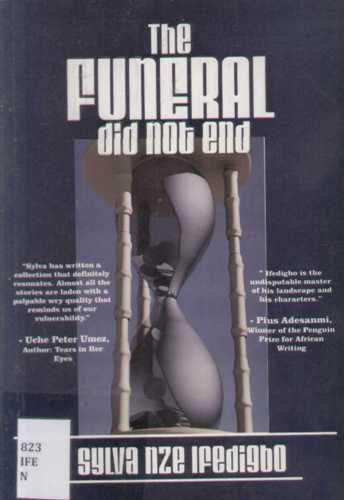 The
FUNERAL
did not end
"Sylva has written a
collection that definitely
resonates. Almost all the
stories are laden with a
palpable wry quality that
reminds us of our
vulnerabildy."
- Uche Peter Umez,
Author: Tears in Her
Eyes
" Ifedigho is the
undisputable master
of his landscape and
his characters."
- Pius Adesanmi,
Winner of the Penguin
Prize for African
Writing
823
IFE
N
Sylva Nze Ifedigbo